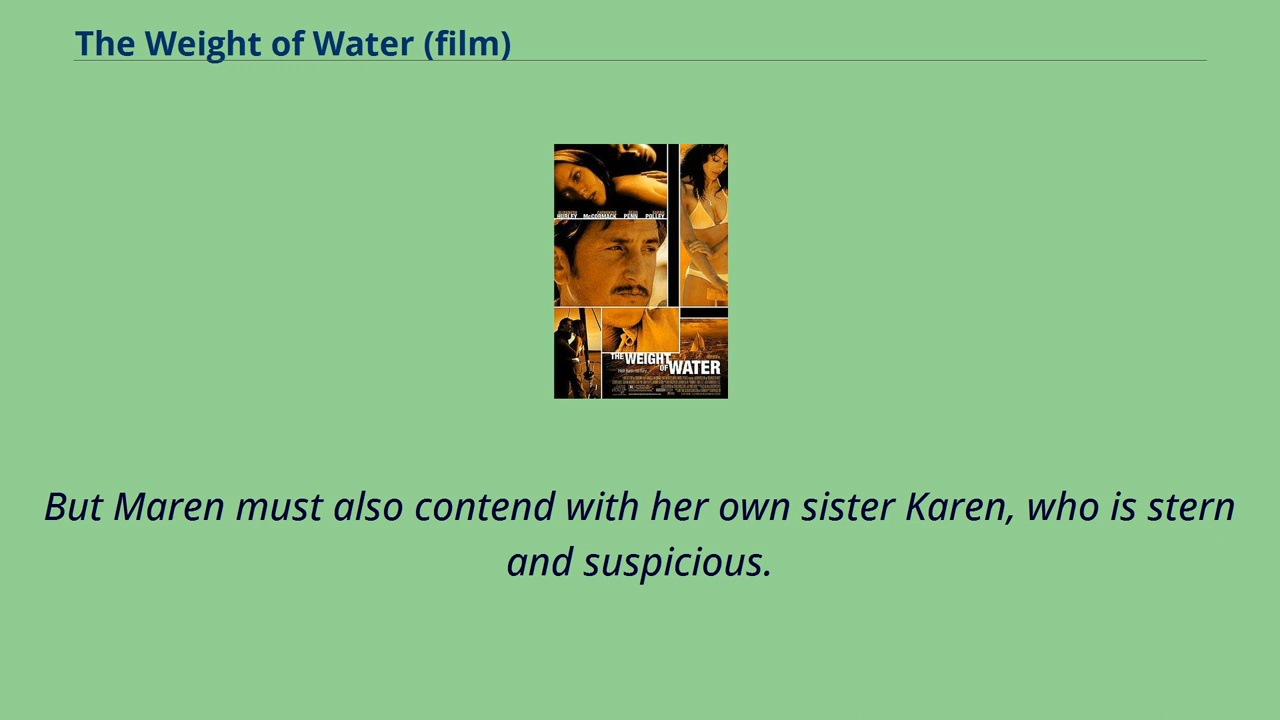 The Weight of Water (film)
HURLEY McCORMACK PENN POLLEY
THE WEIGHT
OF WATER
But Maren must also contend with her own sister Karen, who is stern
and suspicious.